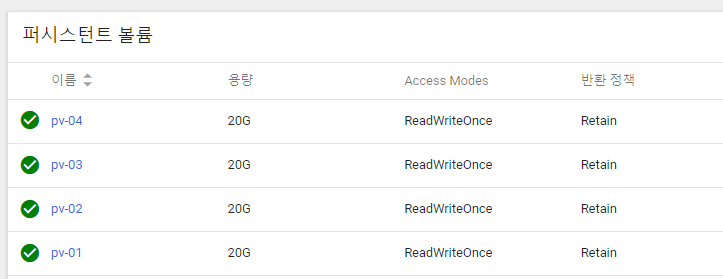 퍼시스턴트 볼륨
이름 용량 Access Modes 반환 정책
pv-04 20G ReadWriteOnce Retain
pv-03 20G ReadWriteOnce Retain
pv-02 20G ReadWriteOnce Retain
pv-01 20G ReadWriteOnce Retain